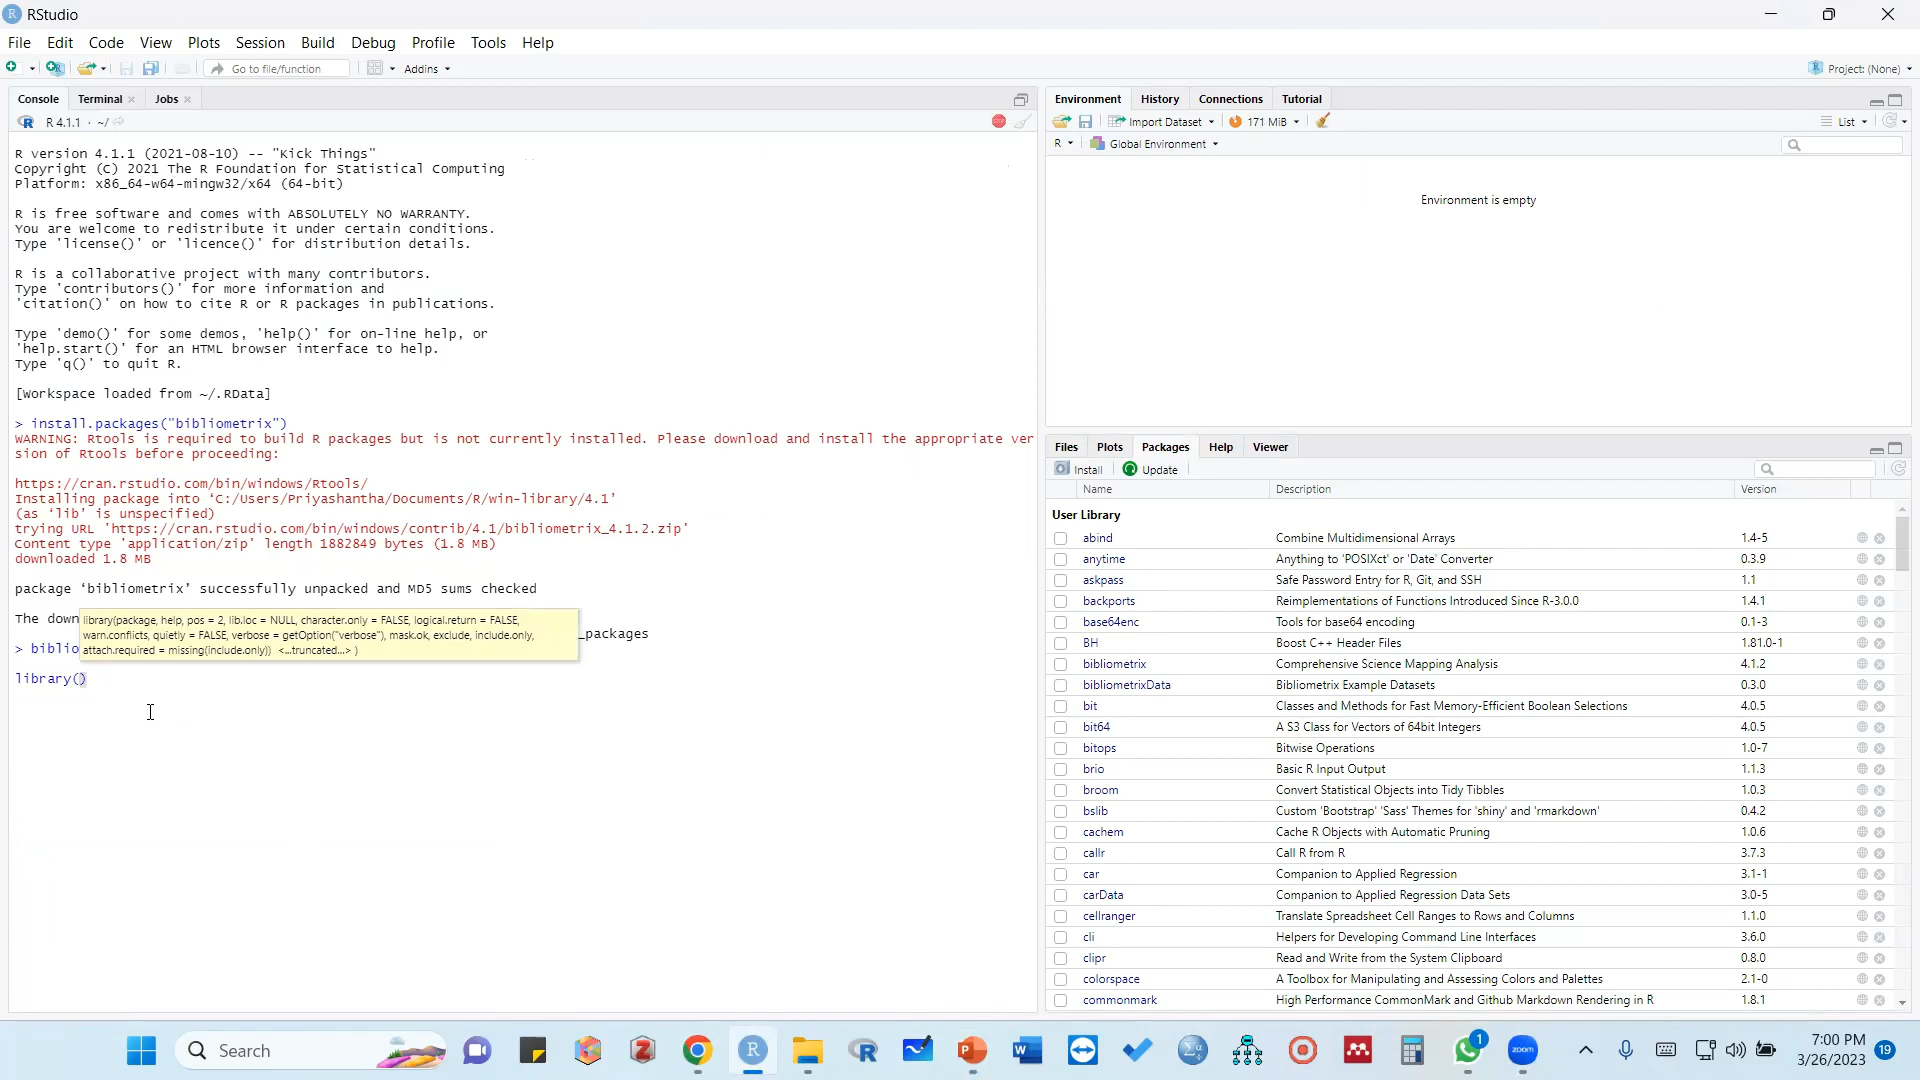 RStudio
File Edit Code View Plots Session Build Debug Profile Tools Help
Go to file/function Addins Project: (None)
Console Terminal Jobs
R 4.1.1 · ~/
R version 4.1.1 (2021-08-10) -- "Kick Things"
Copyright (C) 2021 The R Foundation for Statistical Computing
Platform: x86_64-w64-mingw32/x64 (64-bit)
R is free software and comes with ABSOLUTELY NO WARRANTY.
You are welcome to redistribute it under certain conditions.
Type 'license()' or 'licence()' for distribution details.
R is a collaborative project with many contributors.
Type 'contributors()' for more information and
'citation()' on how to cite R or R packages in publications.
Type 'demo()' for some demos, 'help()' for on-line help, or
'help.start()' for an HTML browser interface to help.
Type 'q()' to quit R.
[Workspace loaded from ~/.RData]
> install.packages("bibliometrix")
WARNING: Rtools is required to build R packages but is not currently installed. Please download and install the appropriate ver
sion of Rtools before proceeding:
https://cran.rstudio.com/bin/windows/Rtools/
Installing package into ‘C:/Users/Priyashantha/Documents/R/win-library/4.1’
(as ‘lib’ is unspecified)
trying URL 'https://cran.rstudio.com/bin/windows/contrib/4.1/bibliometrix_4.1.2.zip'
Content type 'application/zip' length 1882849 bytes (1.8 MB)
downloaded 1.8 MB
package ‘bibliometrix’ successfully unpacked and MD5 sums checked
The down
library(package, help, pos = 2, lib.loc = NULL, character.only = FALSE, logical.return = FALSE,
warn.conflicts, quietly = FALSE, verbose = getOption("verbose"), mask.ok, exclude, include.only,
attach.required = missing(include.only)) <...truncated...> )
_packages
> biblio
library()
Environment History Connections Tutorial
Import Dataset 171 MiB List
R Global Environment
Environment is empty
Files Plots Packages Help Viewer
Install Update
Name Description Version
User Library
abind Combine Multidimensional Arrays 1.4-5
anytime Anything to 'POSIXct' or 'Date' Converter 0.3.9
askpass Safe Password Entry for R, Git, and SSH 1.1
backports Reimplementations of Functions Introduced Since R-3.0.0 1.4.1
base64enc Tools for base64 encoding 0.1-3
BH Boost C++ Header Files 1.81.0-1
bibliometrix Comprehensive Science Mapping Analysis 4.1.2
bibliometrixData Bibliometrix Example Datasets 0.3.0
bit Classes and Methods for Fast Memory-Efficient Boolean Selections 4.0.5
bit64 A S3 Class for Vectors of 64bit Integers 4.0.5
bitops Bitwise Operations 1.0-7
brio Basic R Input Output 1.1.3
broom Convert Statistical Objects into Tidy Tibbles 1.0.3
bslib Custom 'Bootstrap' 'Sass' Themes for 'shiny' and 'rmarkdown' 0.4.2
cachem Cache R Objects with Automatic Pruning 1.0.6
callr Call R from R 3.7.3
car Companion to Applied Regression 3.1-1
carData Companion to Applied Regression Data Sets 3.0-5
cellranger Translate Spreadsheet Cell Ranges to Rows and Columns 1.1.0
cli Helpers for Developing Command Line Interfaces 3.6.0
clipr Read and Write from the System Clipboard 0.8.0
colorspace A Toolbox for Manipulating and Assessing Colors and Palettes 2.1-0
commonmark High Performance CommonMark and Github Markdown Rendering in R 1.8.1
Search
zoom
1
7:00 PM
3/26/2023
19